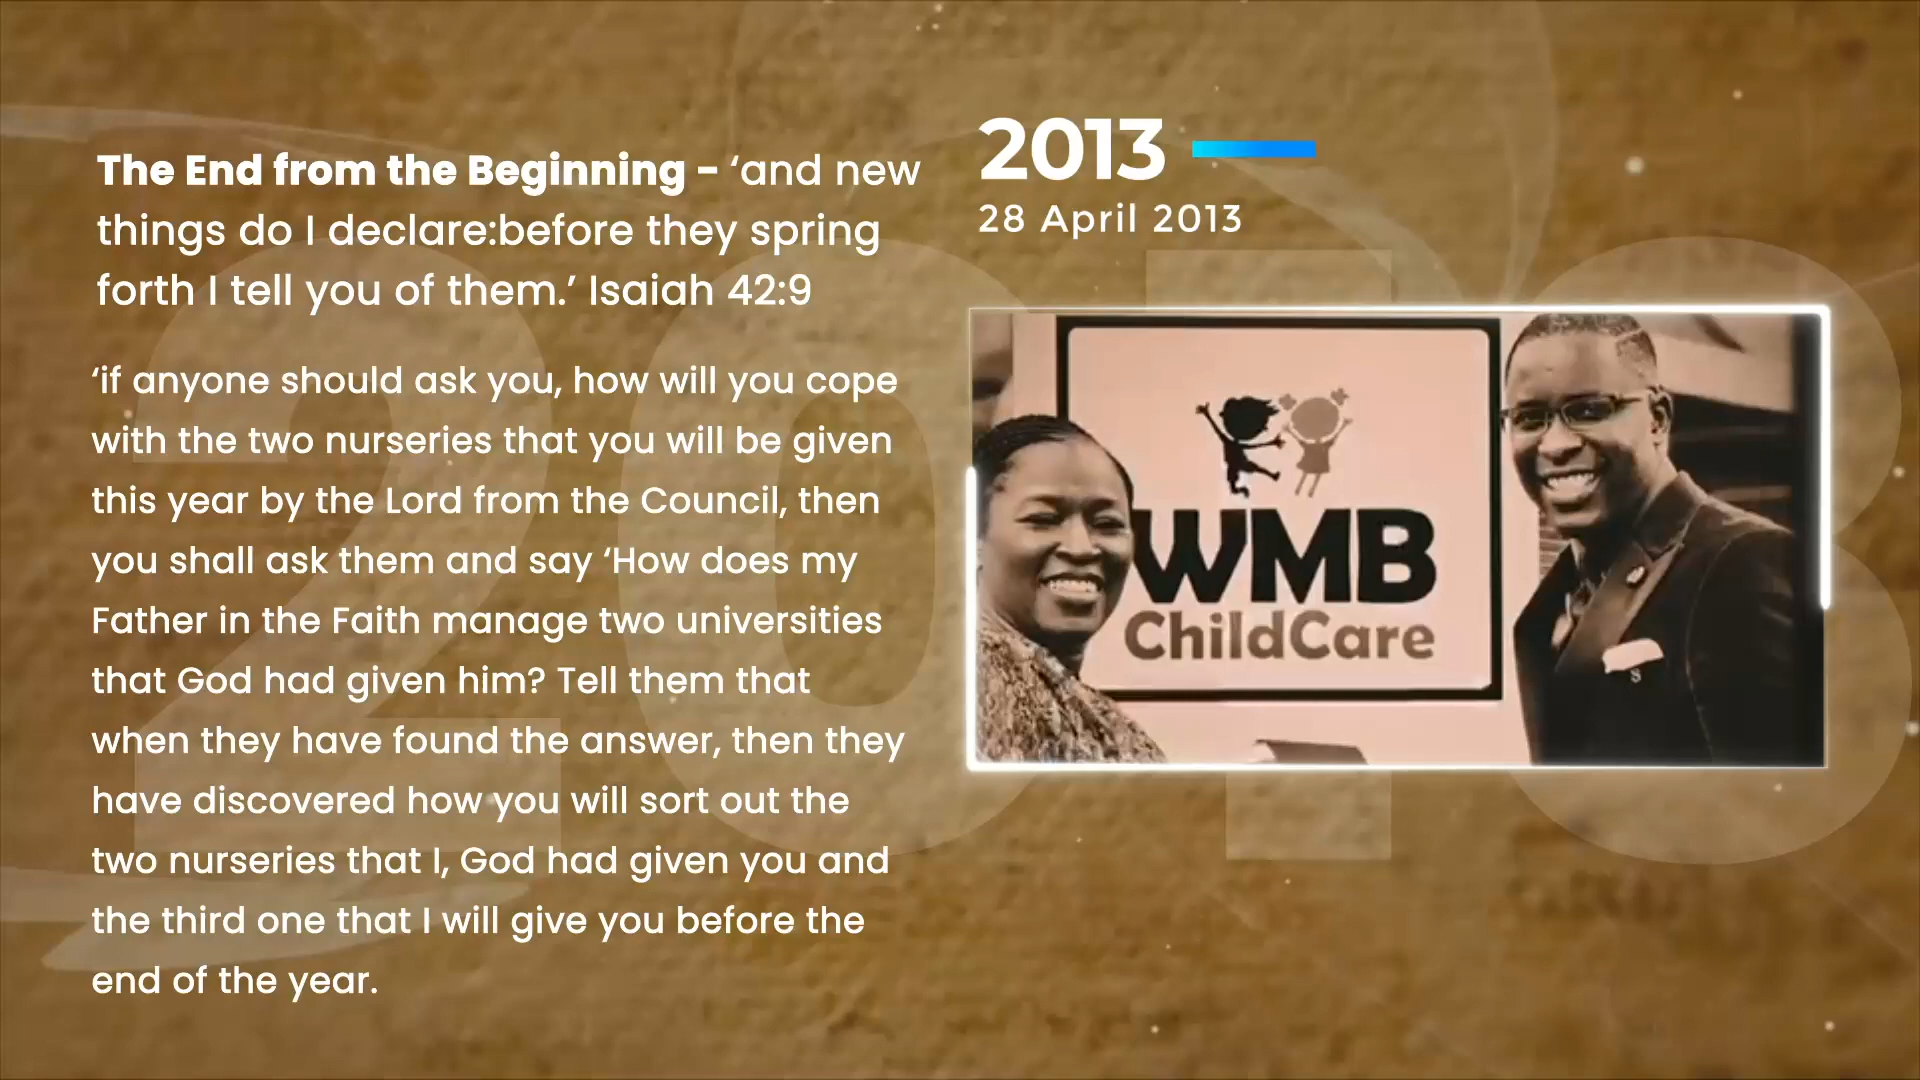 The End from the Beginning – ‘and new
things do I declare:before they spring
forth I tell you of them.’ Isaiah 42:9
‘if anyone should ask you, how will you cope
with the two nurseries that you will be given
this year by the Lord from the Council, then
you shall ask them and say ‘How does my
Father in the Faith manage two universities
that God had given him? Tell them that
when they have found the answer, then they
have discovered how you will sort out the
two nurseries that I, God had given you and
the third one that I will give you before the
end of the year.
2013
28 April 2013
WMB
ChildCare
S
2013